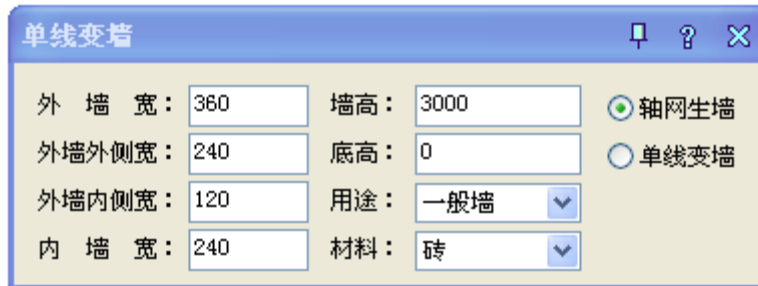 单线变墙
外 墙 宽： 360 墙高： 3000 轴网生墙
外墙外侧宽： 240 底高： 0 单线变墙
外墙内侧宽： 120 用途： 一般墙
内 墙 宽： 240 材料： 砖